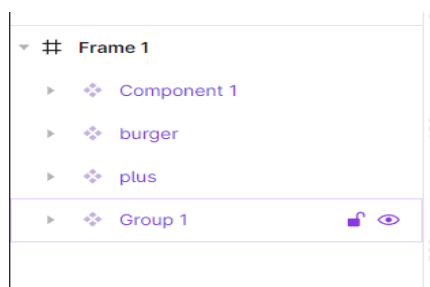 Frame 1
Component 1
burger
plus
Group 1